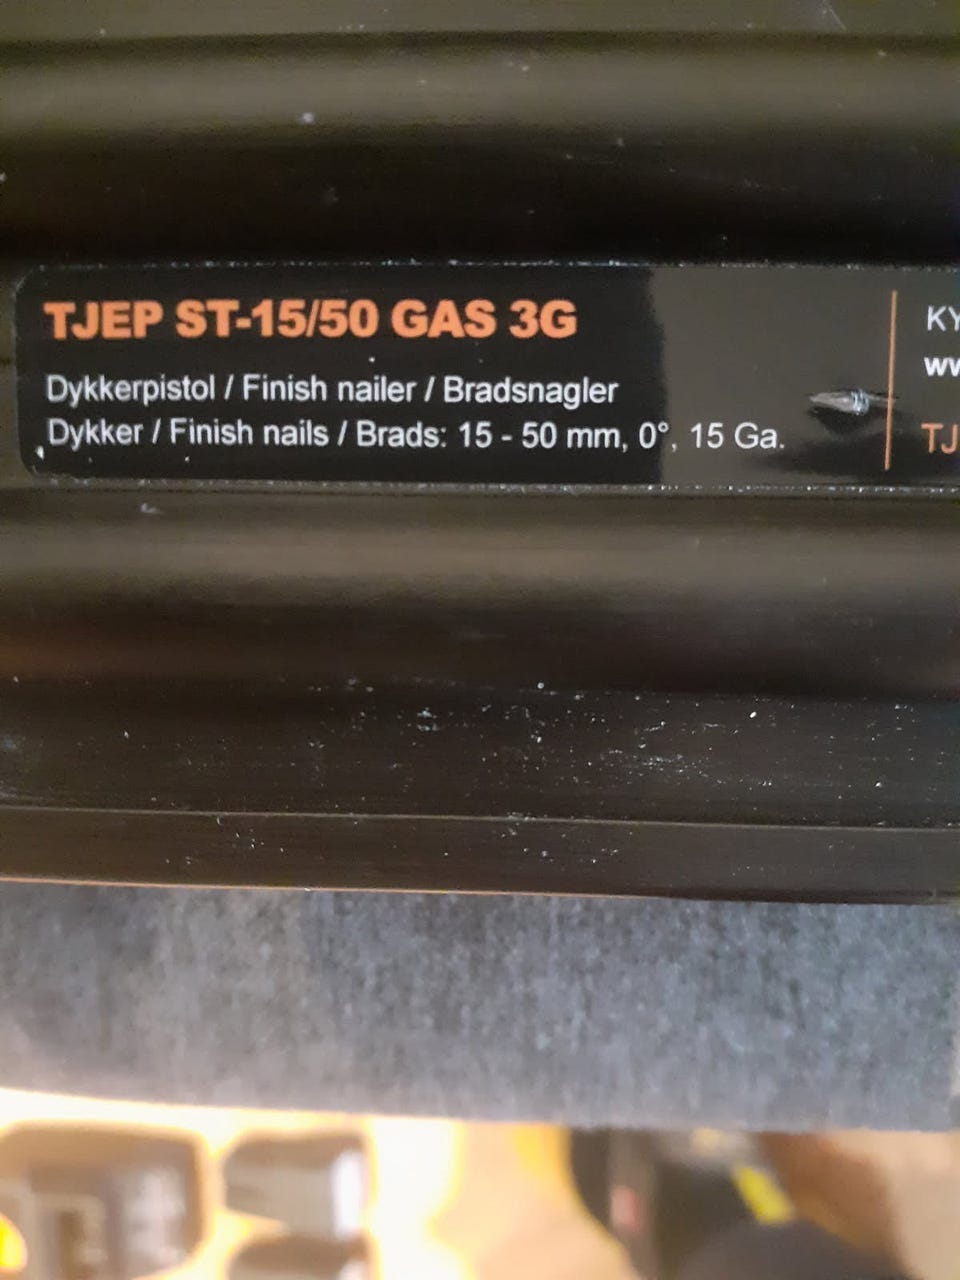 TJEP ST-15/50 GAS 3G
Dykkerpistol / Finish nailer / Bradsnagler
Dykker / Finish nails / Brads: 15 - 50 mm, 0°, 15 Ga.